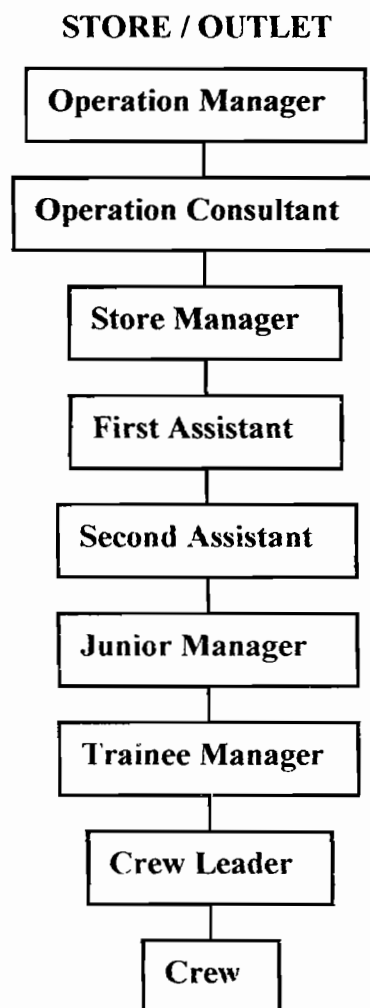 STORE / OUTLET
Operation Manager
Operation Consultant
Store Manager
First Assistant
Second Assistant
Junior Manager
Trainee Manager
Crew Leader
Crew